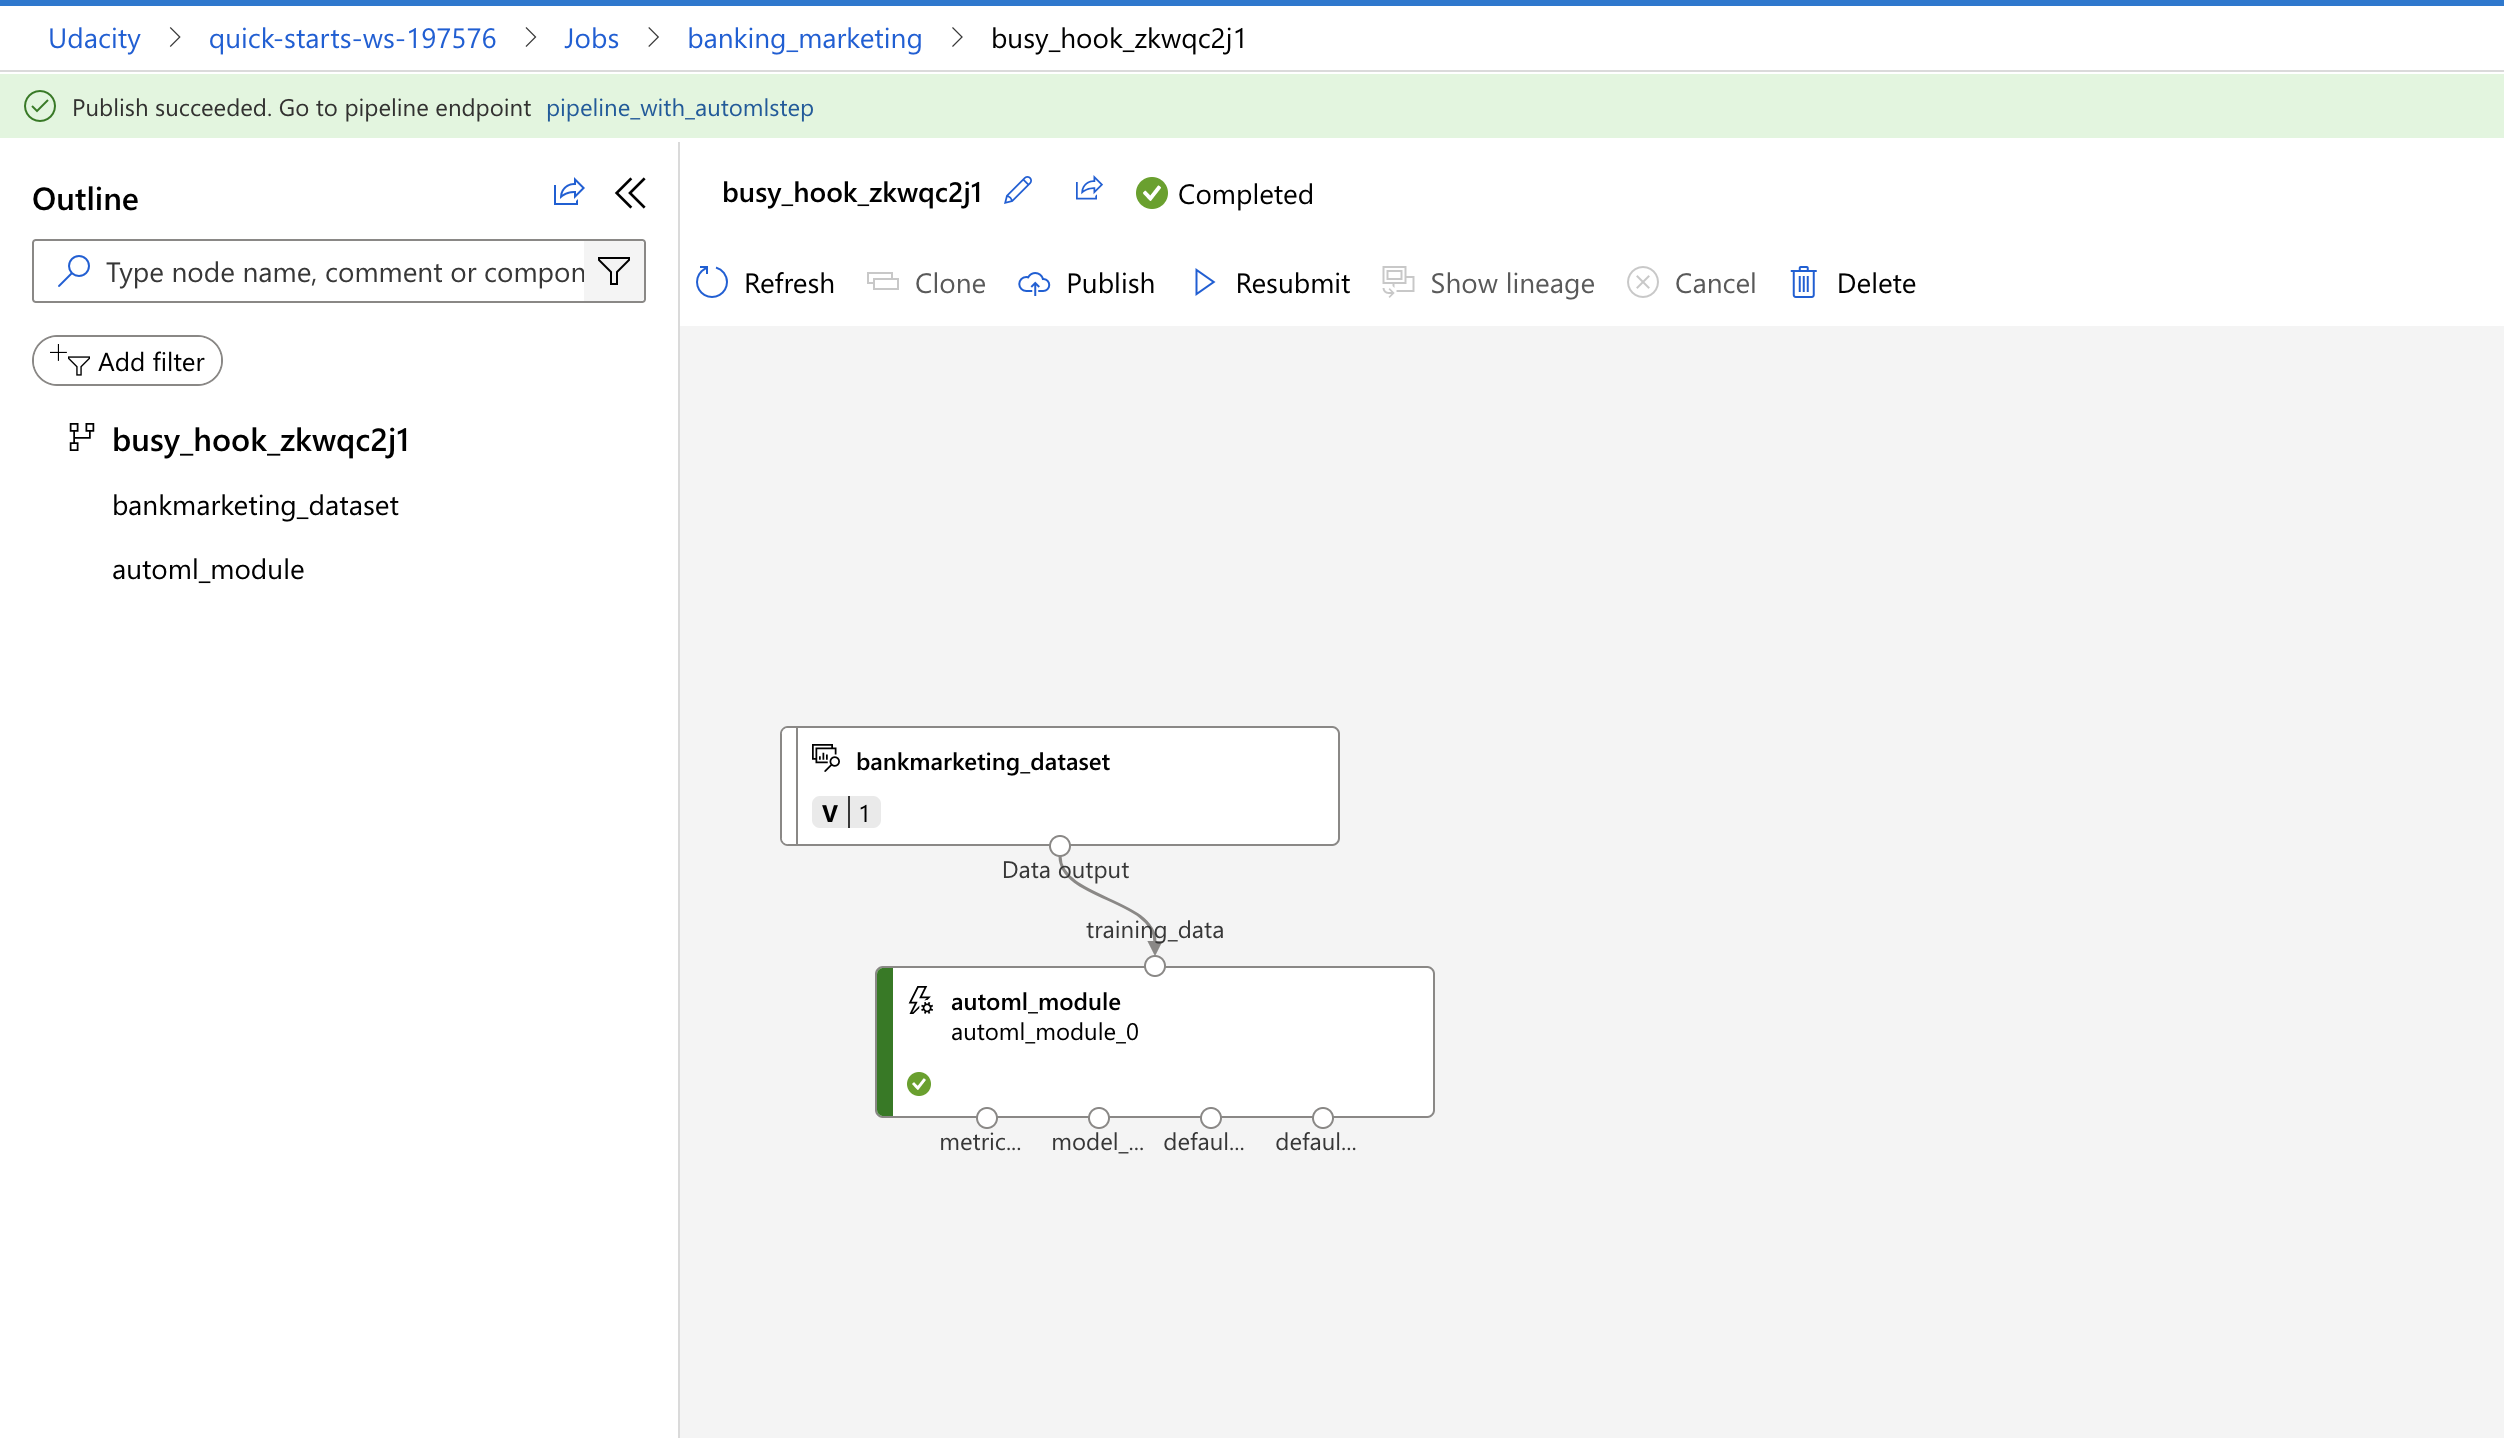 Udacity > quick-starts-ws-197576 > Jobs > banking_marketing > busy_hook_zkwqc2j1
Publish succeeded. Go to pipeline endpoint pipeline_with_automlstep
Outline
Type node name, comment or compon
Add filter
busy_hook_zkwqc2j1
bankmarketing_dataset
automl_module
busy_hook_zkwqc2j1 Completed
Refresh Clone Publish Resubmit Show lineage Cancel Delete
bankmarketing_dataset
V 1
Data output
training_data
automl_module
automl_module_0
metric... model_... defaul... defaul...